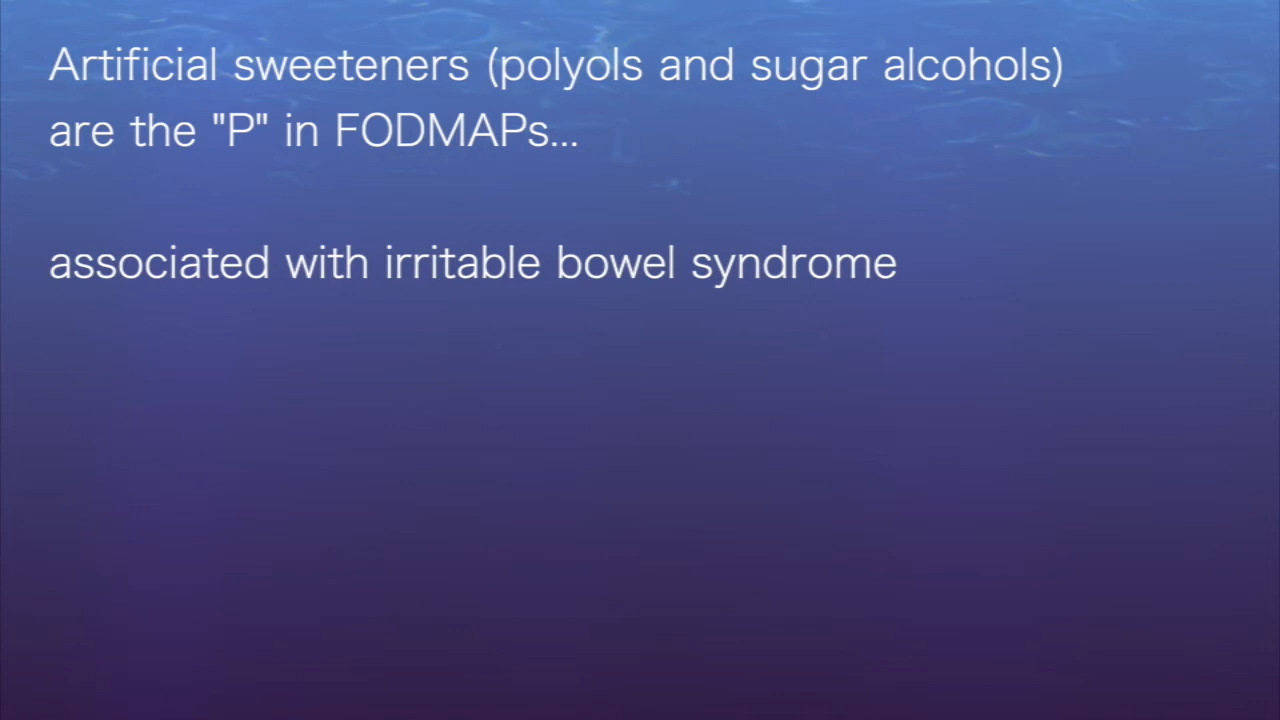 Artificial sweeteners (polyols and sugar alcohols)
are the "P" in FODMAPs...
associated with irritable bowel syndrome